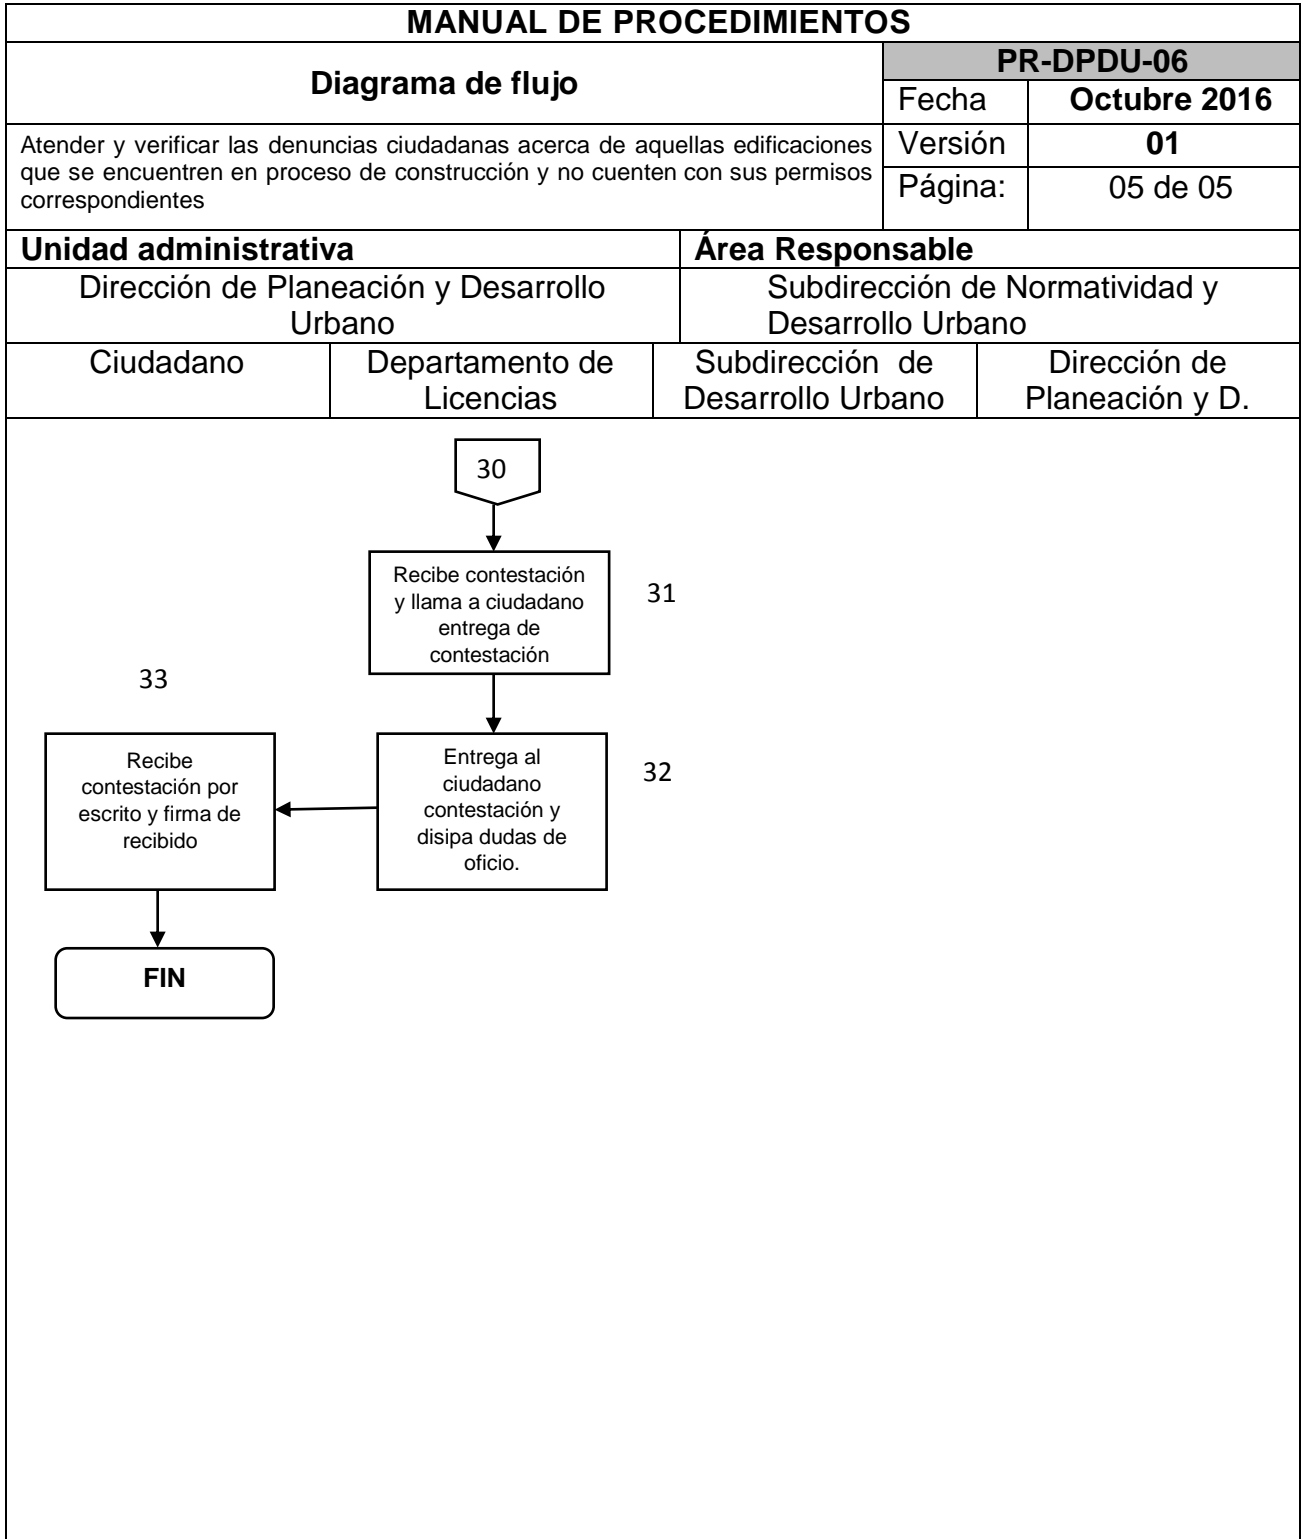 MANUAL DE PROCEDIMIENTOS
Diagrama de flujo
PR-DPDU-06
Fecha
Octubre 2016
Atender y verificar las denuncias ciudadanas acerca de aquellas edificaciones
que se encuentren en proceso de construcción y no cuenten con sus permisos
correspondientes
Versión
01
Página:
05 de 05
Unidad administrativa
Área Responsable
Dirección de Planeación y Desarrollo
Urbano
Subdirección de Normatividad y
Desarrollo Urbano
Ciudadano
Departamento de
Licencias
Subdirección de
Desarrollo Urbano
Dirección de
Planeación y D.
30
Recibe contestación
y llama a ciudadano
entrega de
contestación
31
33
Recibe
contestación por
escrito y firma de
recibido
Entrega al
ciudadano
contestación y
disipa dudas de
oficio.
32
FIN